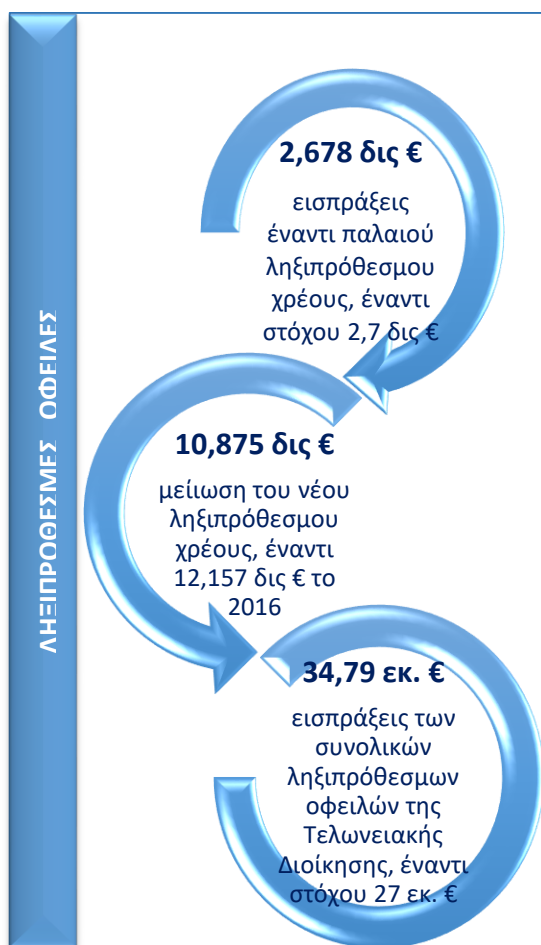 ΛΗΞΙΠΡΟΘΕΣΜΕΣ ΟΦΕΙΛΕΣ
2,678 δις €
εισπράξεις
έναντι παλαιού
ληξιπρόθεσμου
χρέους, έναντι
στόχου 2,7 δις €
10,875 δις €
μείιωση του νέου
ληξιπρόθεσμου
χρέους, έναντι
12,157 δις € το
2016
34,79 εκ. €
εισπράξεις των
συνολικών
ληξιπρόθεσμων
οφειλών της
Τελωνειακής
Διοίκησης, έναντι
στόχου 27 εκ. €